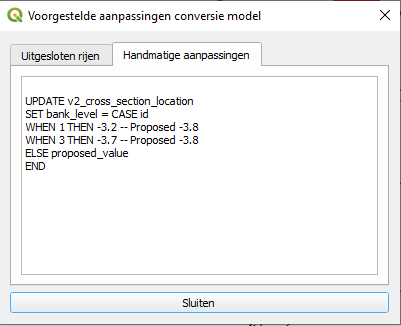 Voorgestelde aanpassingen conversie model
Uitgesloten rijen
Handmatige aanpassingen
UPDATE v2_cross_section_location
SET bank_level = CASE id
WHEN 1 THEN -3.2 -- Proposed -3.8
WHEN 3 THEN -3.7 -- Proposed -3.8
ELSE proposed_value
END
Sluiten